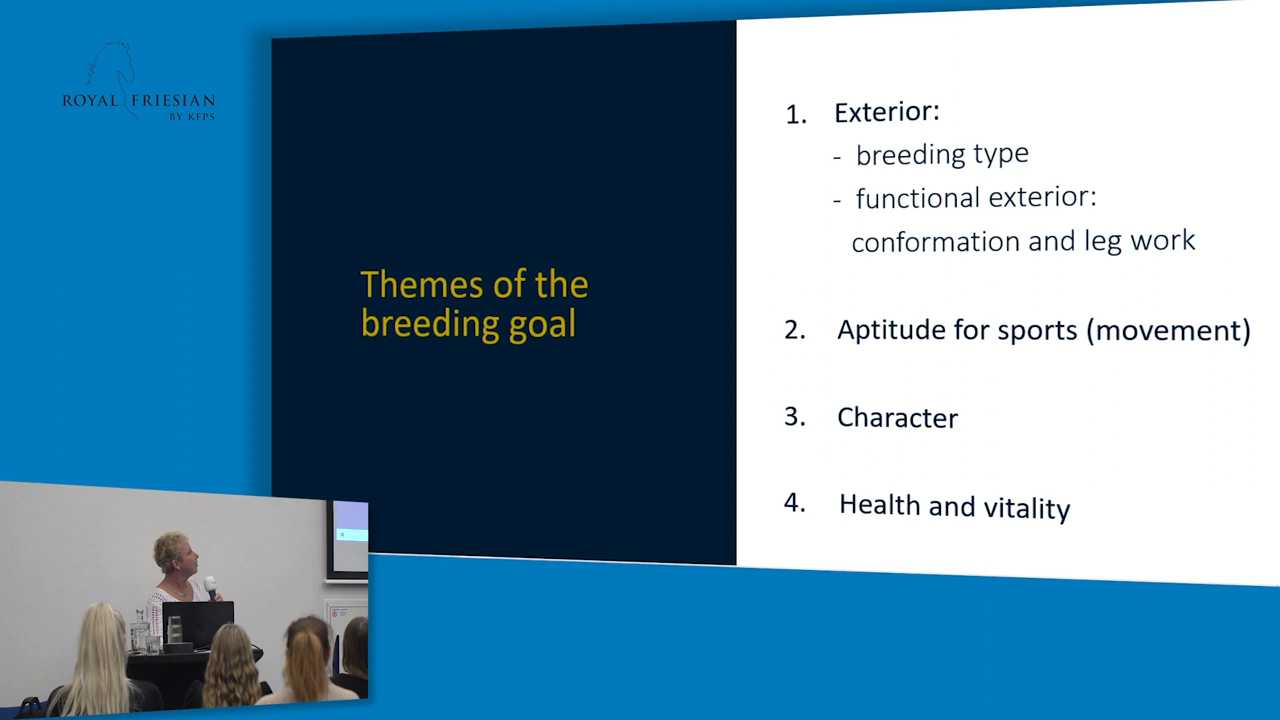 ROYAL FRIESIAN
BY KFPS
Themes of the
breeding goal
1. Exterior:
- breeding type
- functional exterior:
conformation and leg work
2. Aptitude for sports (movement)
3. Character
4. Health and vitality